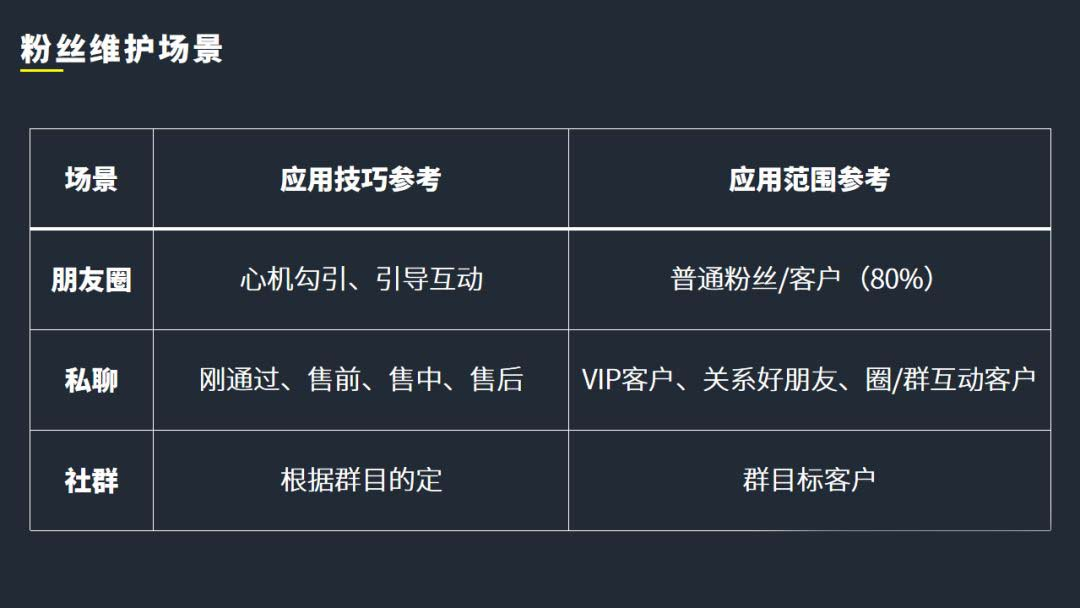 粉丝维护场景
场景 应用技巧参考 应用范围参考
朋友圈 心机勾引、引导互动 普通粉丝/客户（80%）
私聊 刚通过、售前、售中、售后 VIP客户、关系好朋友、圈/群互动客户
社群 根据群目的定 群目标客户